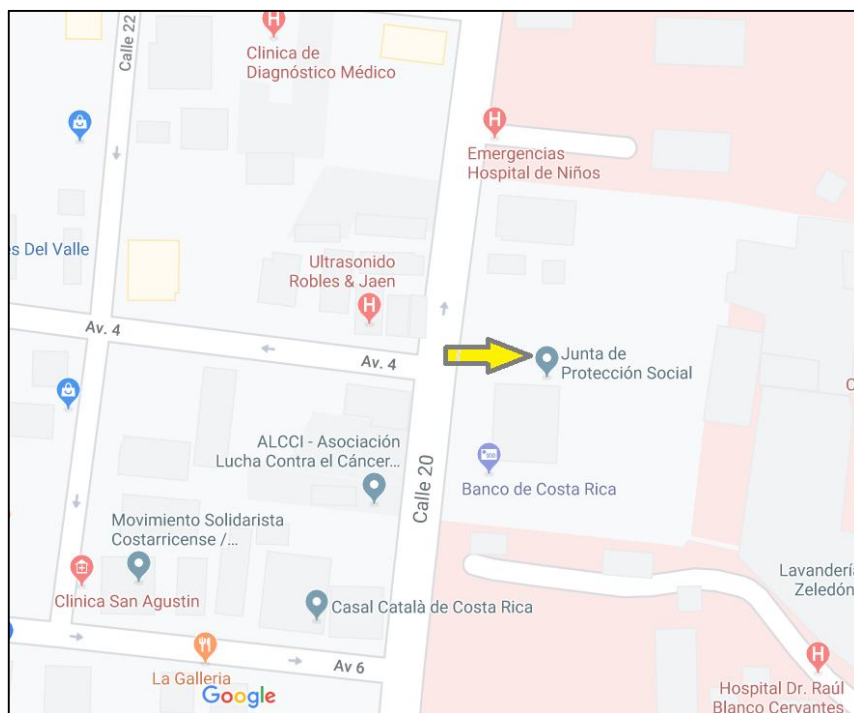 Calle 22
Clinica de
Diagnóstico Médico
Emergencias
Hospital de Niños
s Del Valle
Ultrasonido
Robles & Jaen
Av. 4
Av. 4
Junta de
Protección Social
ALCCI - Asociación
Lucha Contra el Cáncer...
Calle 20
Banco de Costa Rica
Movimiento Solidarista
Costarricense /...
Clinica San Agustin
Casal Català de Costa Rica
Lavandería
Zeledón
Av 6
La Galleria
Google
Hospital Dr. Raúl
Blanco Cervantes